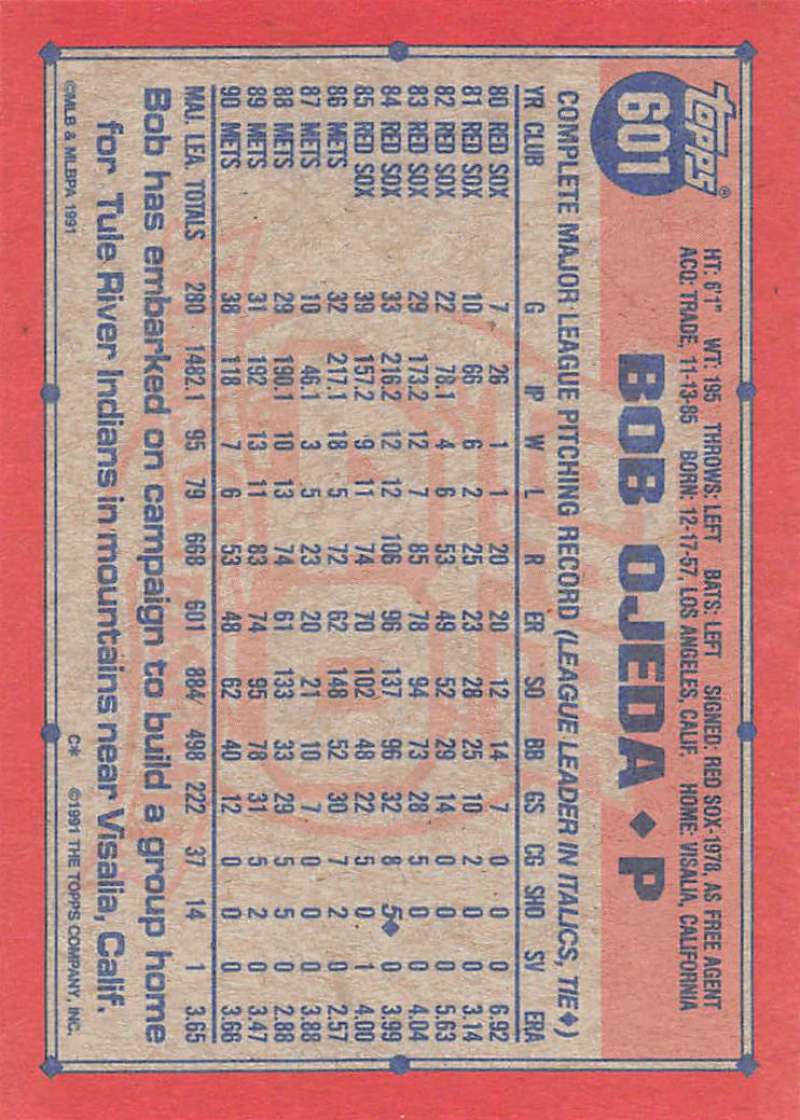 topps®
601
HT: 6'1" WT: 195 THROWS: LEFT BATS: LEFT SIGNED: RED SOX-1978, AS FREE AGENT
ACQ: TRADE, 11-13-85 BORN: 12-17-57, LOS ANGELES, CALIF. HOME: VISALIA, CALIFORNIA
BOB OJEDA ♦ P
COMPLETE MAJOR LEAGUE PITCHING RECORD (LEAGUE LEADER IN ITALICS, TIE♦)
YR CLUB G IP W L R ER SO BB GS CG SHO SV ERA
80 RED SOX 7 26 1 1 20 20 12 14 7 0 0 0 6.92
81 RED SOX 10 66 6 2 25 23 28 25 10 2 0 0 3.14
82 RED SOX 22 78.1 4 6 53 49 52 29 14 0 0 0 5.63
83 RED SOX 29 173.2 12 7 85 78 94 73 28 5 0 0 4.04
84 RED SOX 33 216.2 12 12 106 96 137 96 32 8 5♦ 0 3.99
85 RED SOX 39 157.2 9 11 74 70 102 48 22 5 0 1 4.00
86 METS 32 217.1 18 5 72 62 148 52 30 7 2 0 2.57
87 METS 10 46.1 3 5 23 20 21 10 7 0 0 0 3.88
88 METS 29 190.1 10 13 74 61 133 33 29 5 5 0 2.88
89 METS 31 192 13 11 83 74 95 78 31 5 2 0 3.47
90 METS 38 118 7 6 53 48 62 40 12 0 0 0 3.66
MAJ. LEA. TOTALS 280 1482.1 95 79 668 601 884 498 222 37 14 1 3.65
Bob has embarked on campaign to build a group home
for Tule River Indians in mountains near Visalia, Calif.
©MLB & MLBPA 1991 C* ©1991 THE TOPPS COMPANY, INC.